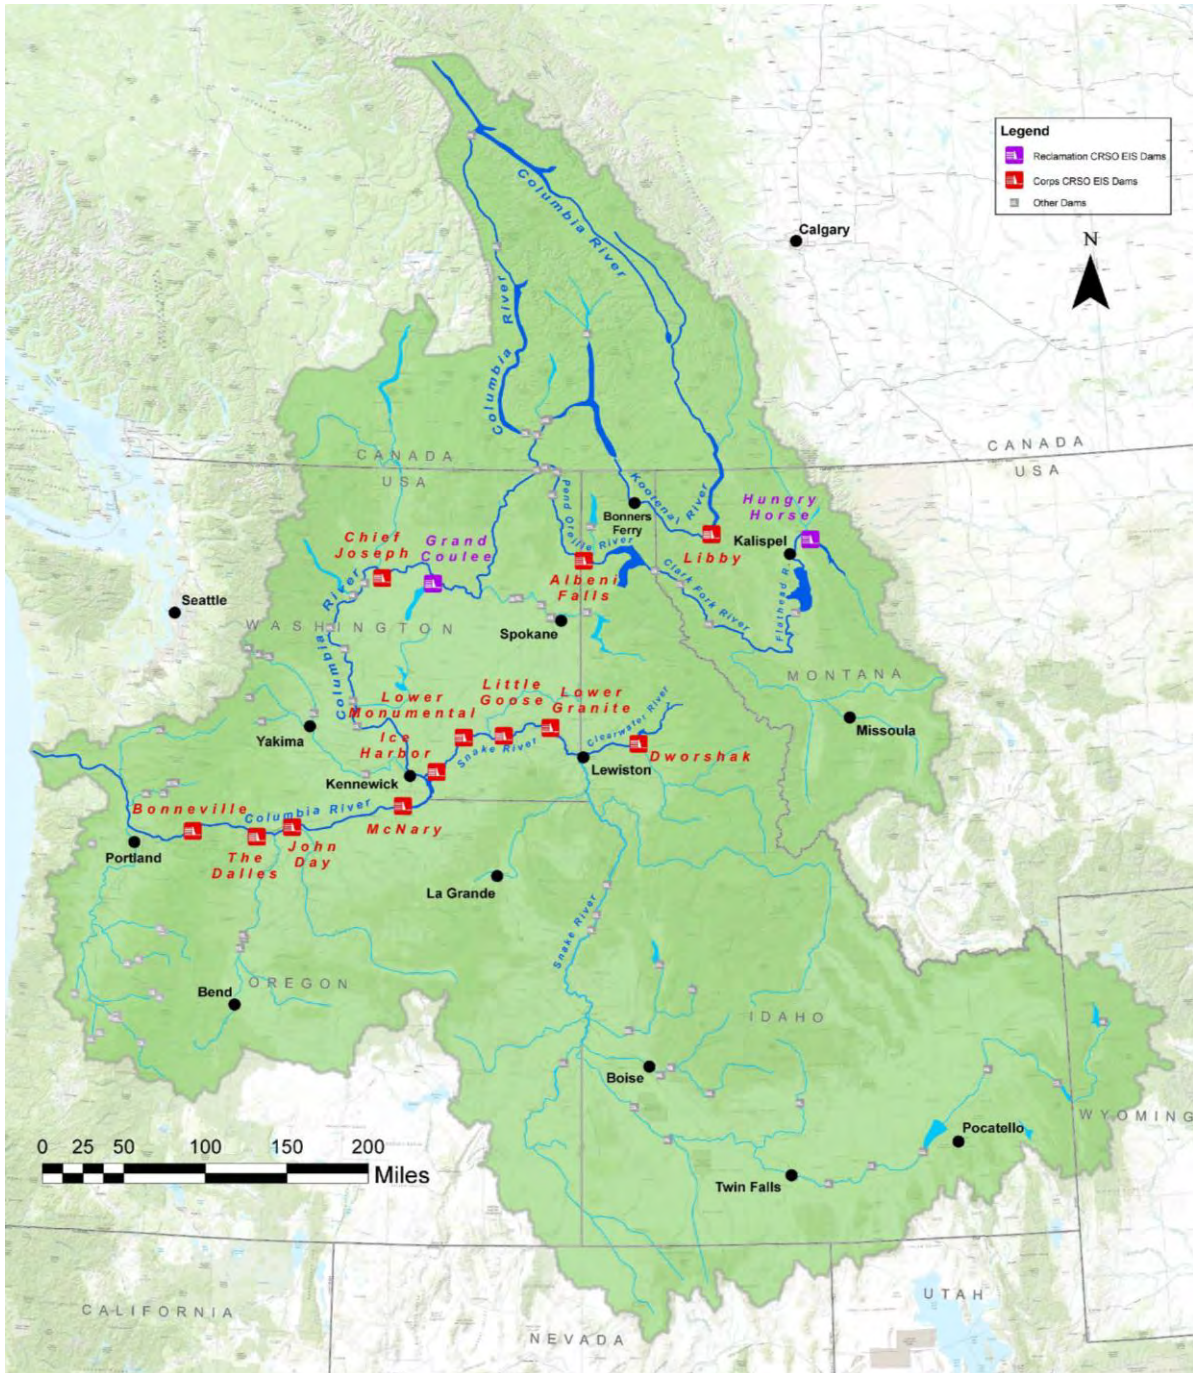 Legend
Reclamation CRSO EIS Dams
Corps CRSO EIS Dams
Other Dams
N
Calgary
Columbia River
Columbia River
Columbia River
CANADA
USA
CANADA
USA
Kootenai River
Pend Oreille River
Bonners
Ferry
Hungry
Horse
Kalispel
Libby
Chief
Joseph
Grand
Coulee
Albeni
Falls
Clark Fork River
Flathead R.
Seattle
WASHINGTON
Spokane
Columbia River
MONTANA
Missoula
Lower
Monumental
Little
Goose
Lower
Granite
Ice
Harbor
Snake River
Clearwater River
Yakima
Kennewick
Lewiston
Dworshak
Bonneville
Columbia River
McNary
Portland
The
Dalles
John
Day
La Grande
Snake River
Bend
OREGON
IDAHO
Boise
WYOMING
Pocatello
Twin Falls
0 25 50 100 150 200
Miles
CALIFORNIA
NEVADA
UTAH